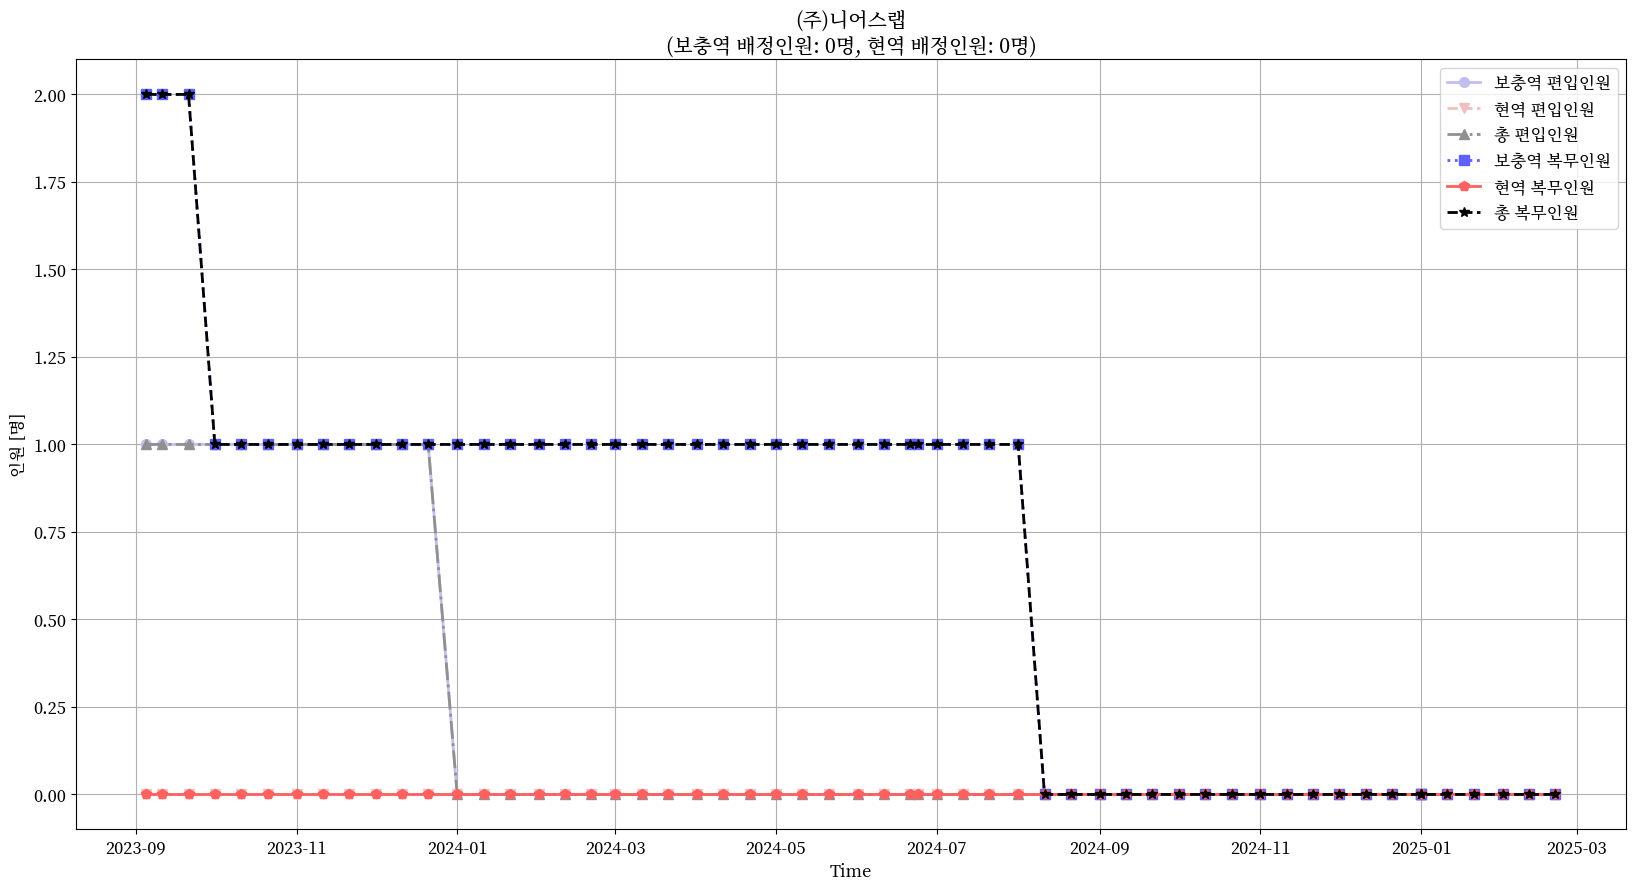 (주)니어스랩
(보충역 배정인원: 0명, 현역 배정인원: 0명)
보충역 편입인원
현역 편입인원
총 편입인원
보충역 복무인원
현역 복무인원
총 복무인원
인원 [명]
2.00
1.75
1.50
1.25
1.00
0.75
0.50
0.25
0.00
2023-09 2023-11 2024-01 2024-03 2024-05 2024-07 2024-09 2024-11 2025-01 2025-03
Time